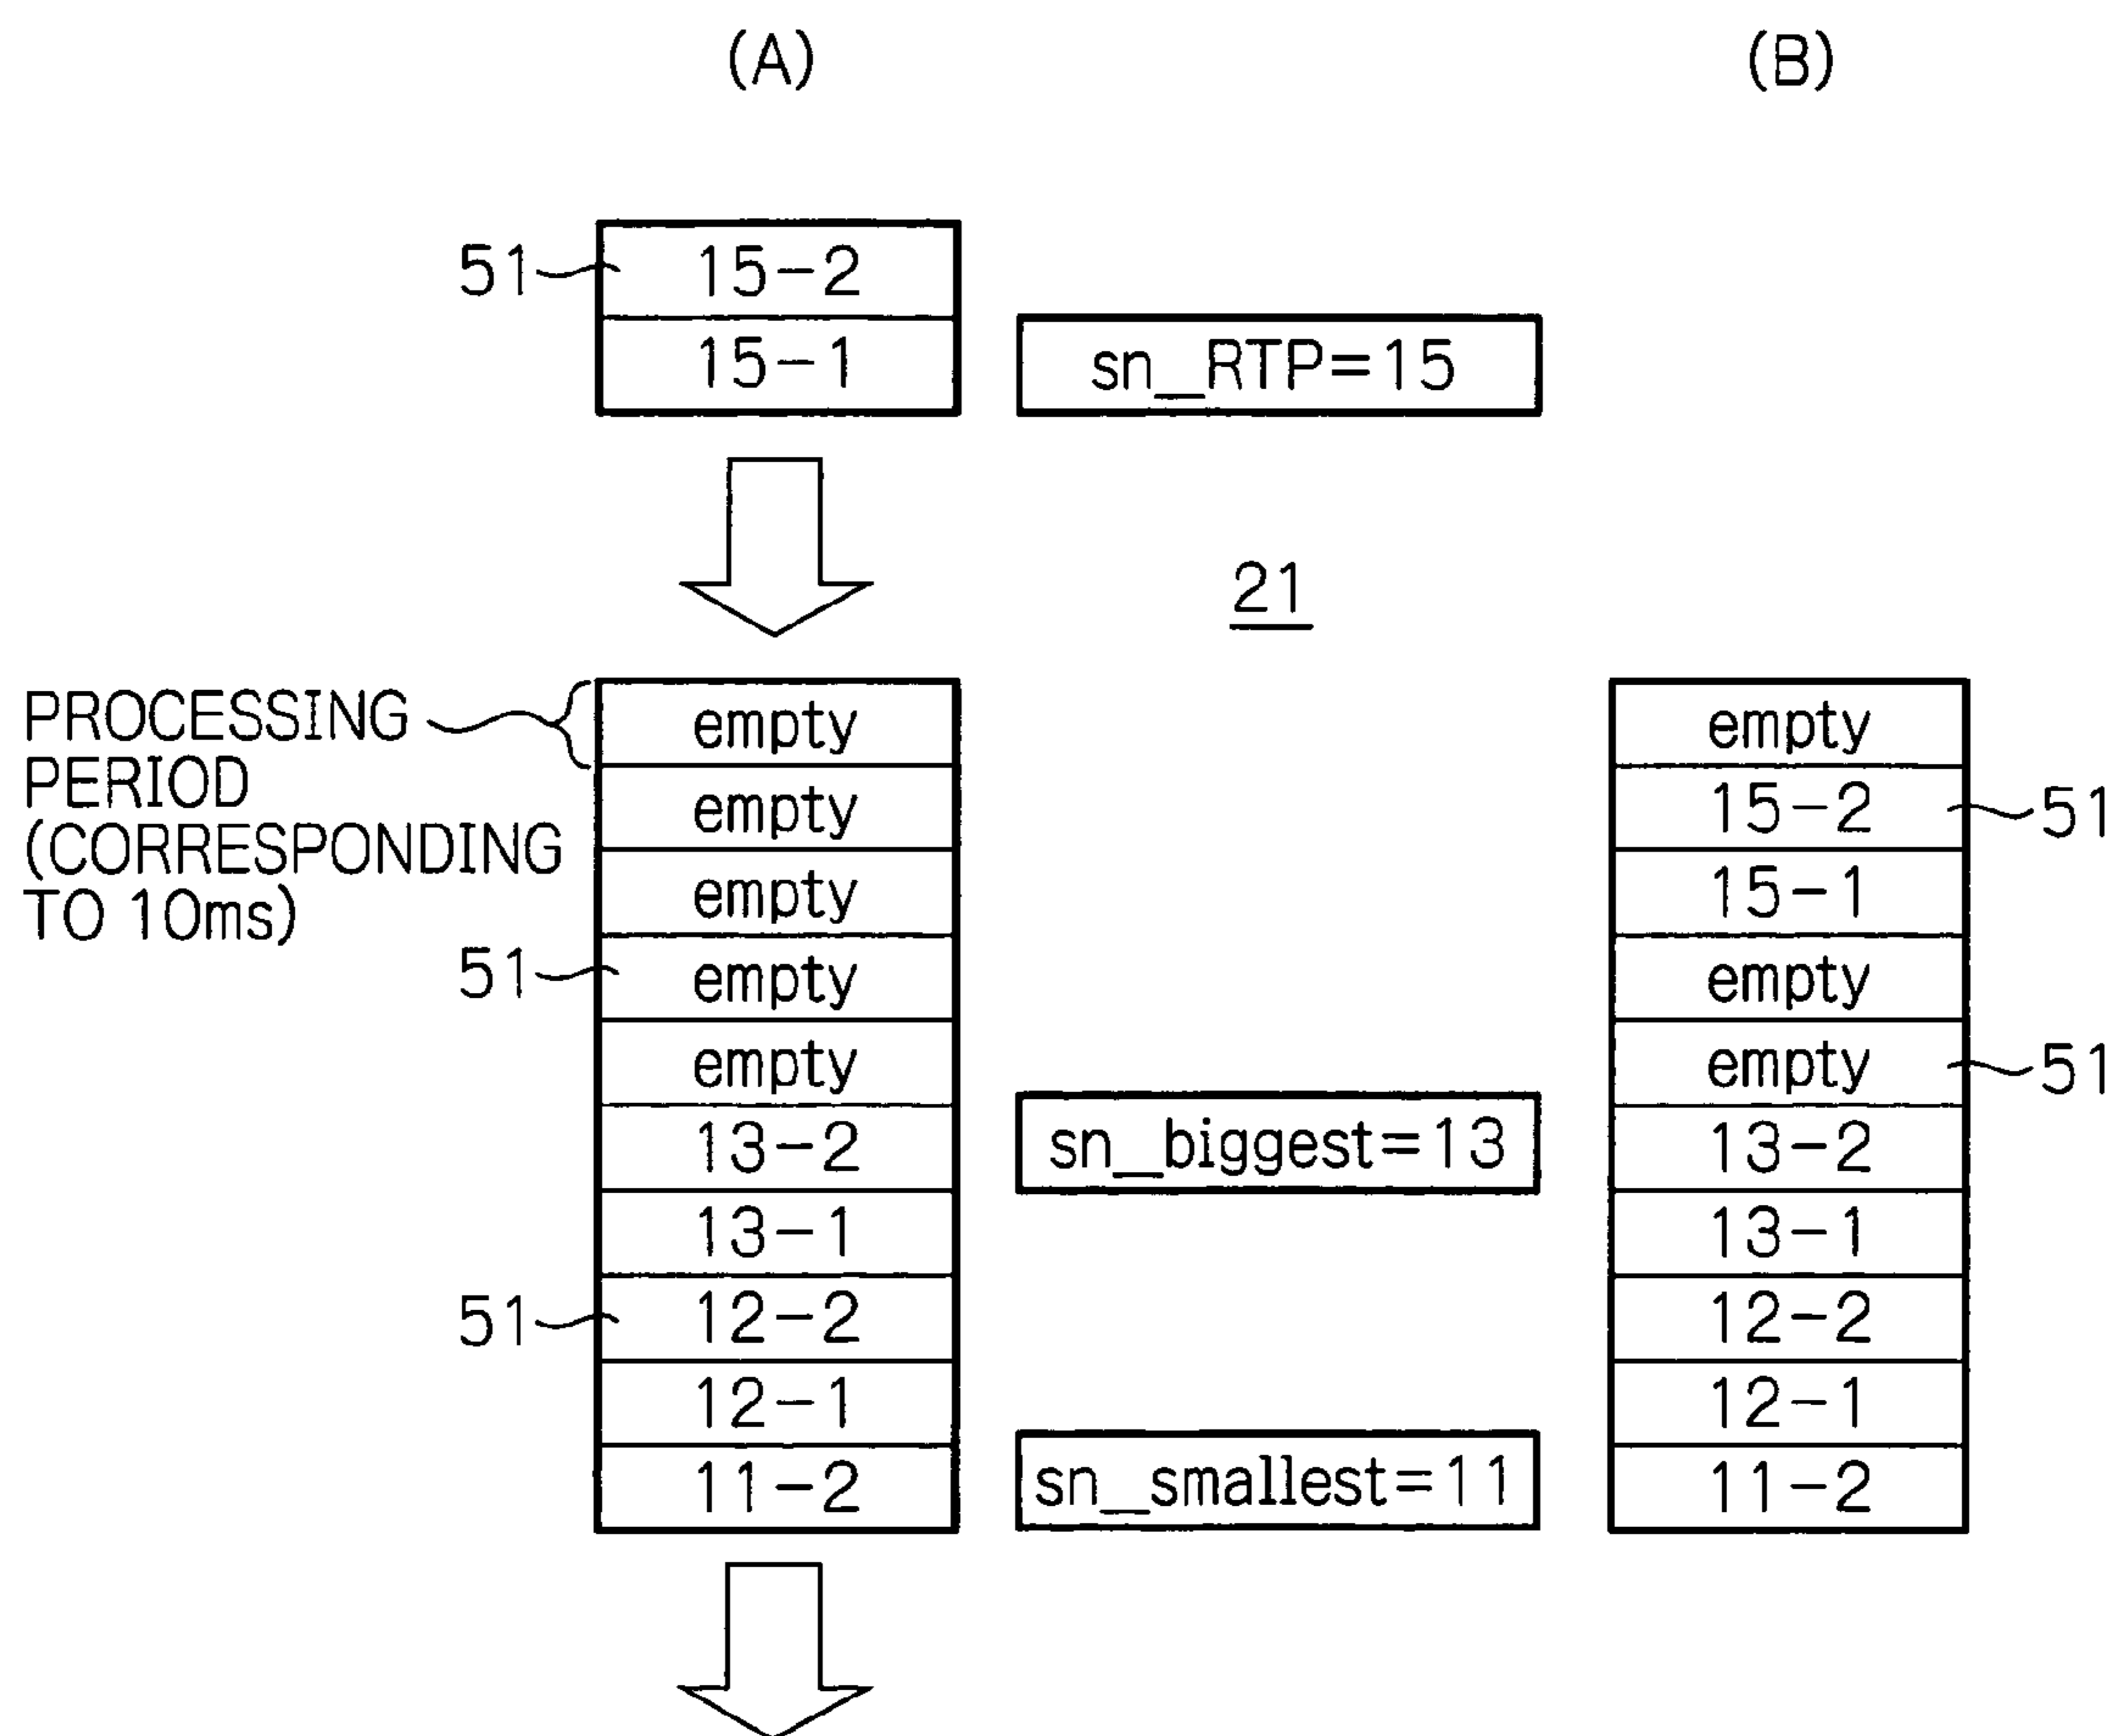 (A) (B)
51 15-2
15-1 sn_RTP=15
21
PROCESSING
PERIOD
(CORRESPONDING
TO 10ms)
empty empty
empty 15-2 51
empty 15-1
51 empty empty
empty empty 51
13-2 sn_biggest=13 13-2
13-1 13-1
51 12-2 12-2
12-1 12-1
11-2 sn_smallest=11 11-2